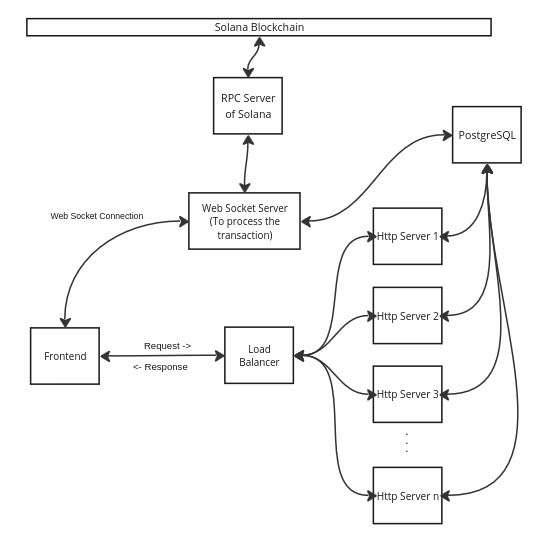 Solana Blockchain
RPC Server
of Solana
PostgreSQL
Web Socket Server
(To process the
transaction)
Web Socket Connection
Http Server 1
Http Server 2
Request ->
Frontend
Load
Balancer
<- Response
Http Server 3
.
.
.
Http Server n